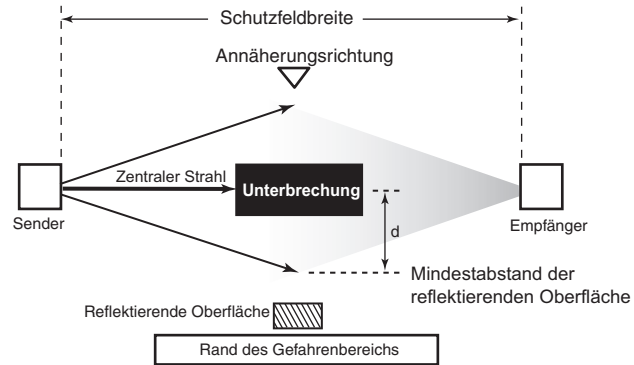 Schutzfeldbreite
Annäherungsrichtung
Zentraler Strahl
Unterbrechung
Sender
d
Empfänger
Mindestabstand der
reflektierenden Oberfläche
Reflektierende Oberfläche
Rand des Gefahrenbereichs